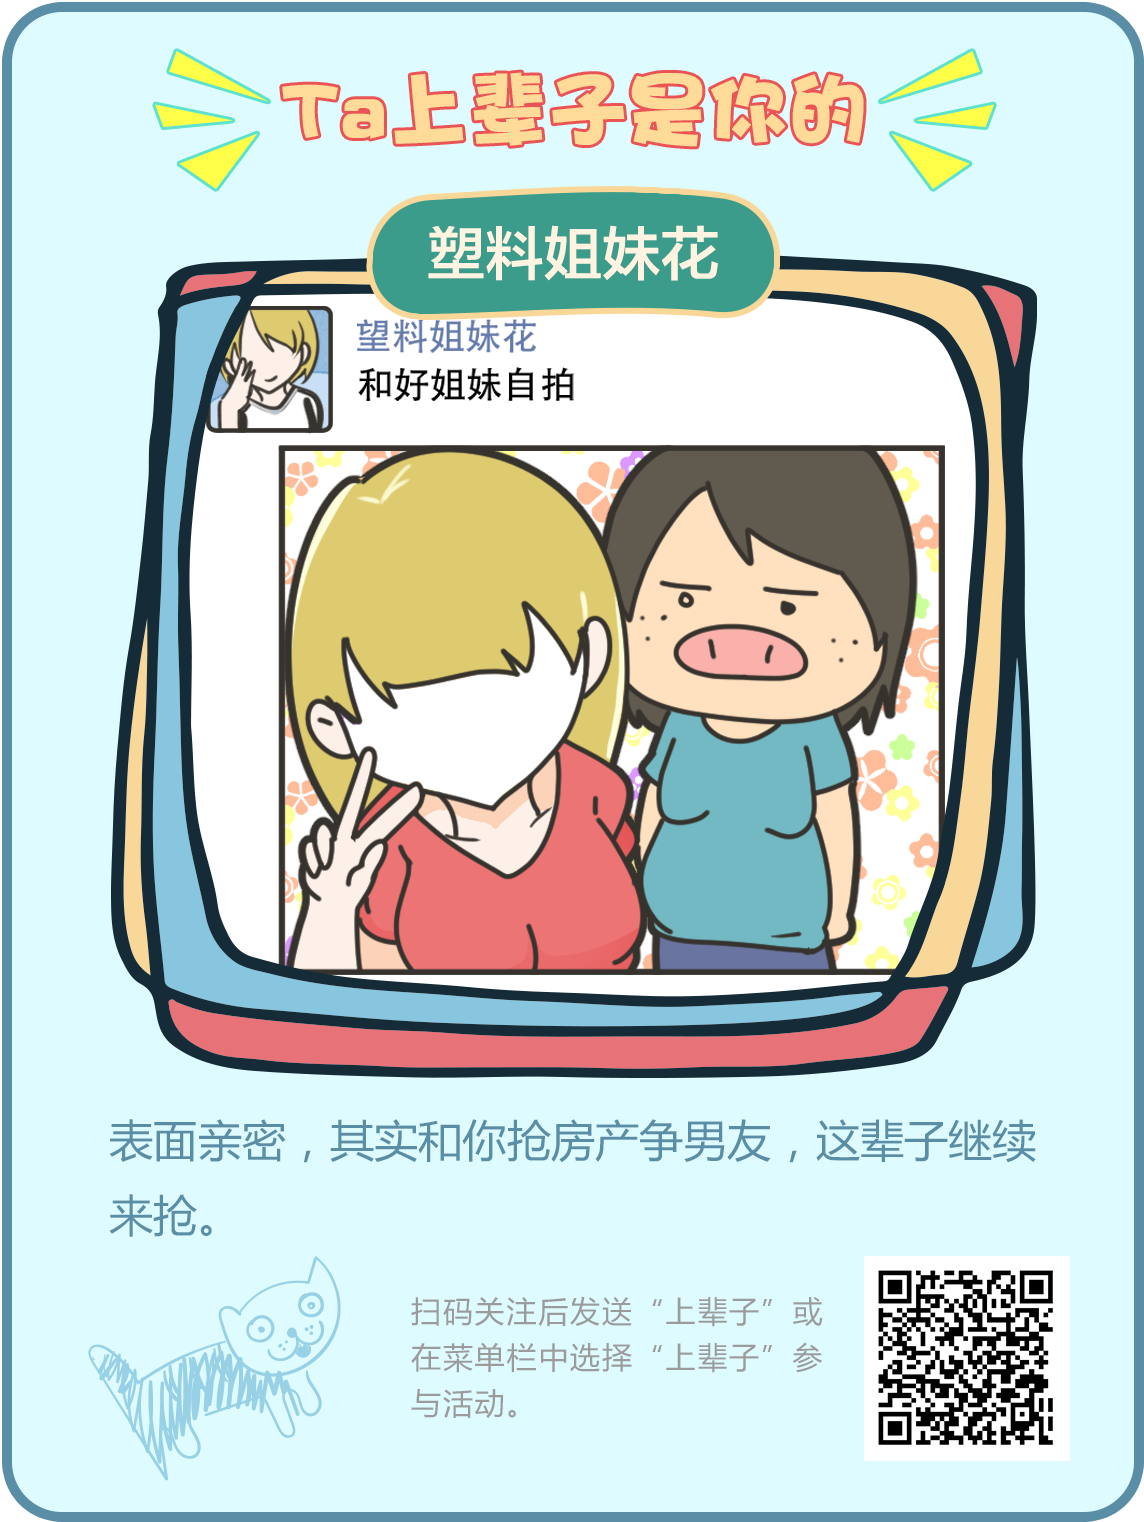 Ta上辈子是你的
塑料姐妹花
望料姐妹花
和好姐妹自拍
表面亲密，其实和你抢房产争男友，这辈子继续
来抢。
扫码关注后发送“上辈子”或
在菜单栏中选择“上辈子”参
与活动。